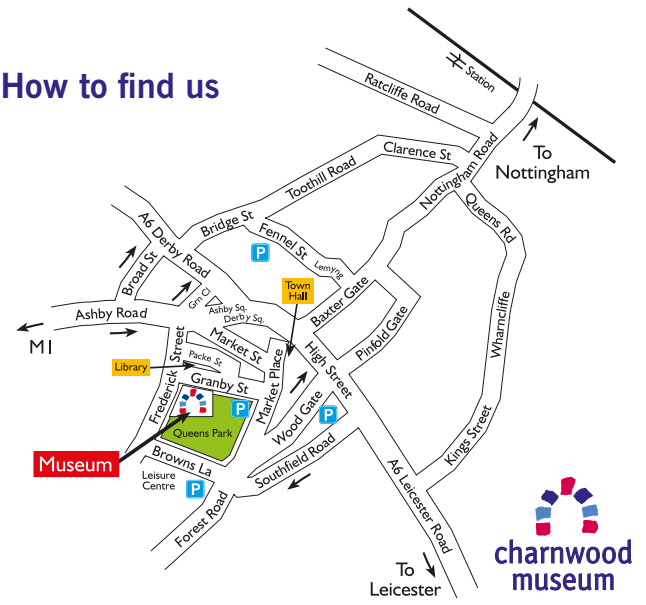 How to find us
Station
Ratcliffe Road
Clarence St
Nottingham Road
To
Nottingham
Toothill Road
Queens Rd
A6 Derby Road
Bridge St
Fennel St
P
Lemyng
Broad St
Town
Hall
Baxter Gate
Grn Cl
Ashby Sq.
Derby Sq.
Ashby Road
M1
Pinfold Gate
Wharncliffe
Market St
Packe St
Library
Frederick Street
Granby St
Market Place
High Street
P
Wood Gate
P
Queens Park
Museum
Browns La
Leisure
Centre
P
Southfield Road
Kings Street
A6 Leicester Road
Forest Road
To
Leicester
charnwood
museum